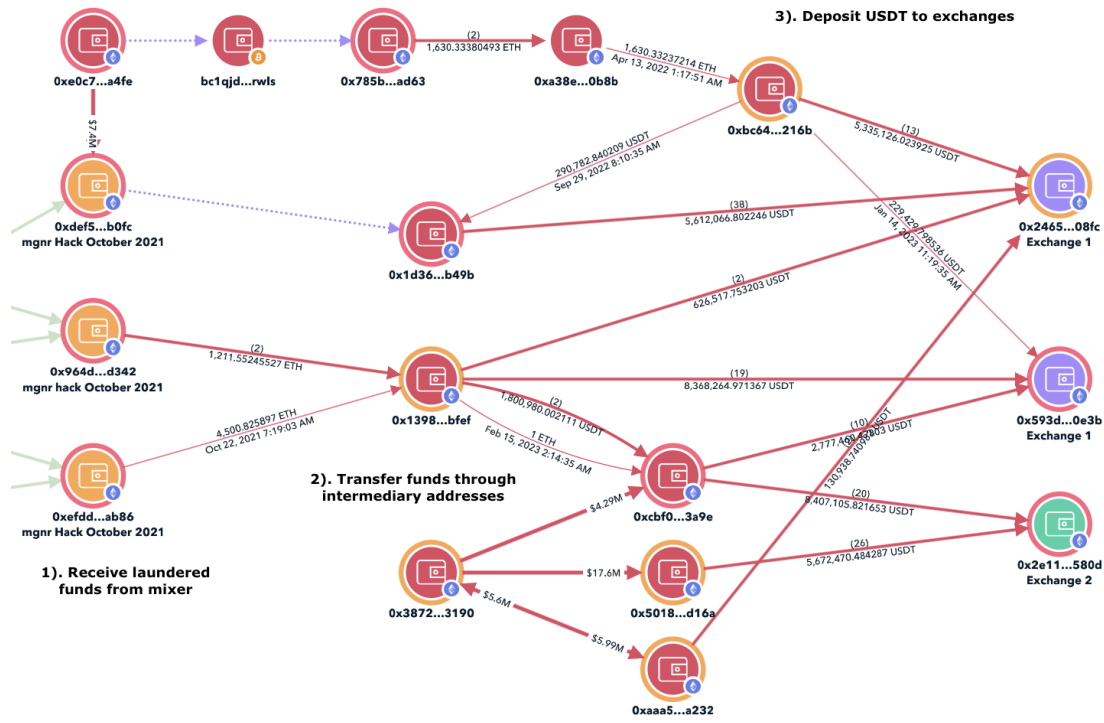 3). Deposit USDT to exchanges
(2)
1,630.33380493 ETH
1,630.33237214 ETH
Apr 13, 2022 1:17:51 AM
0xe0c7...a4fe
bc1qjd...rwls
0x785b...ad63
0xa38e...0b8b
0xbc64...216b
$7.4M
(13)
5,335,126.023925 USDT
290,782.840209 USDT
Sep 29, 2022 8:10:35 AM
229,429.798536 USDT
Jan 14, 2023 11:19:35 AM
0xdef5...b0fc
mgnr Hack October 2021
0x1d36...b49b
(38)
5,612,066.802246 USDT
0x2465...08fc
Exchange 1
(2)
626,517.753203 USDT
0x964d...d342
mgnr hack October 2021
(2)
1,211.55245527 ETH
0x1398...bfef
(19)
8,368,264.971367 USDT
0x593d...0e3b
Exchange 1
4,500.825897 ETH
Oct 22, 2021 7:19:03 AM
(2)
1,800,980.002111 USDT
1 ETH
Feb 15, 2023 2:14:35 AM
(10)
130,938.74098 USDT
0xefdd...ab86
mgnr Hack October 2021
2). Transfer funds through
intermediary addresses
0xcbf0...3a9e
(20)
8,407,105.821653 USDT
$4.29M
1). Receive laundered
funds from mixer
0x3872...3190
$17.6M
0x5018...d16a
(26)
5,672,470.484287 USDT
0x2e11...580d
Exchange 2
$5.6M
$5.99M
0xaaa5...a232